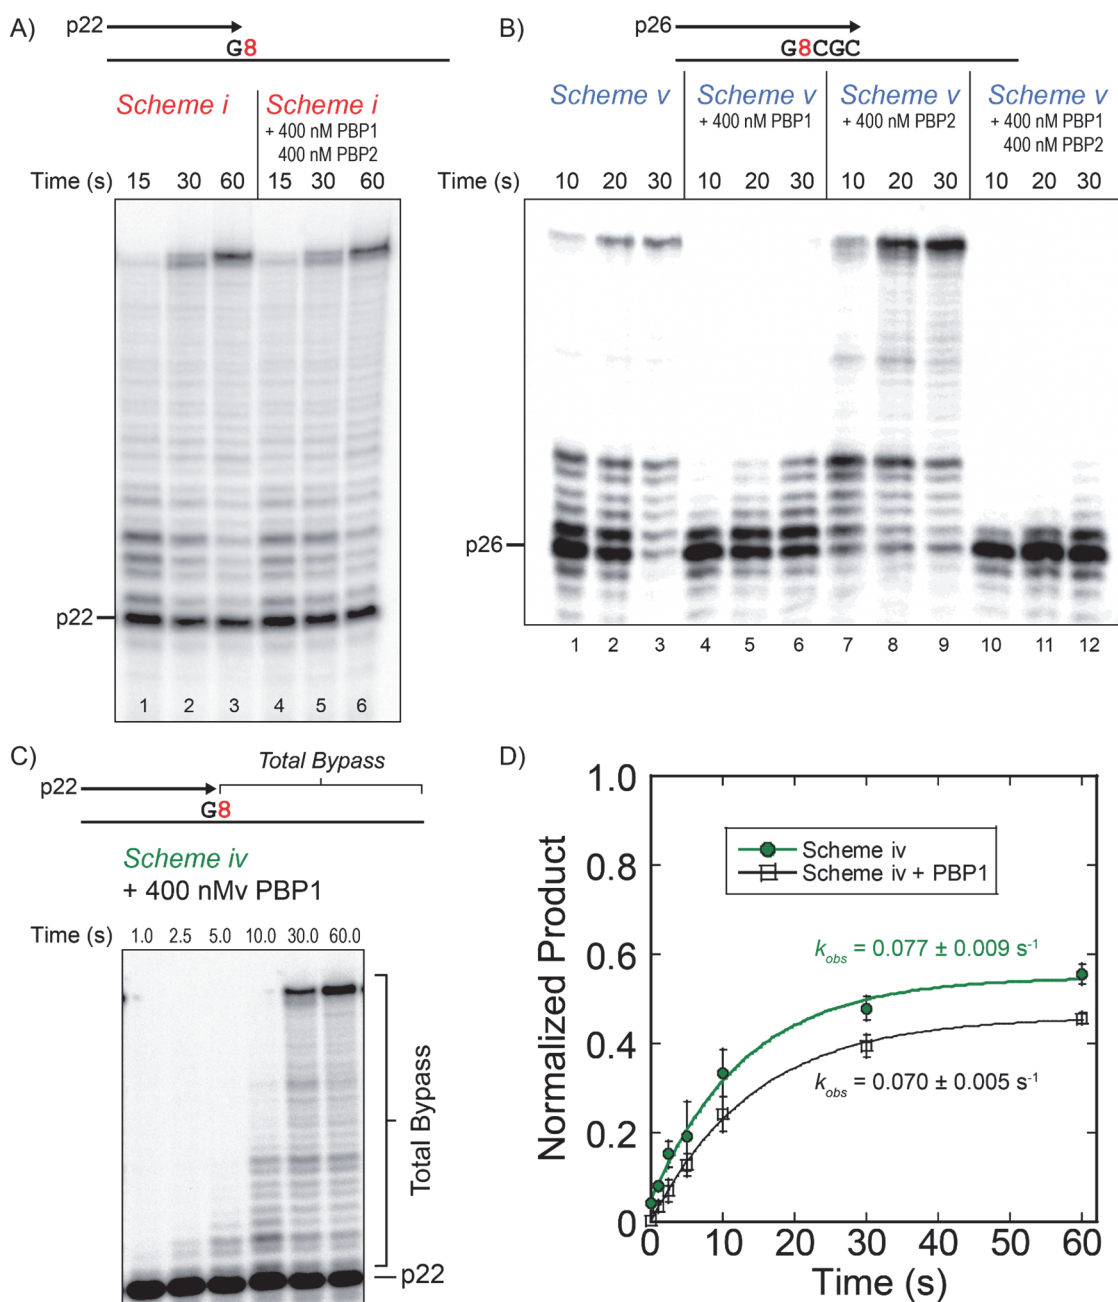 A)
p22
G8
Scheme i
Scheme i
+ 400 nM PBP1
400 nM PBP2
Time (s) 15 30 60 15 30 60
p22
1 2 3 4 5 6
B)
p26
G8CGC
Scheme v
Scheme v
+ 400 nM PBP1
Scheme v
+ 400 nM PBP2
Scheme v
+ 400 nM PBP1
400 nM PBP2
Time (s) 10 20 30 10 20 30 10 20 30 10 20 30
p26
1 2 3 4 5 6 7 8 9 10 11 12
C)
Total Bypass
p22
G8
Scheme iv
+ 400 nMv PBP1
Time (s) 1.0 2.5 5.0 10.0 30.0 60.0
Total Bypass
p22
D)
1.0
0.8
0.6
0.4
0.2
0
Normalized Product
Scheme iv
Scheme iv + PBP1
kobs = 0.077 ± 0.009 s-1
kobs = 0.070 ± 0.005 s-1
0 10 20 30 40 50 60
Time (s)